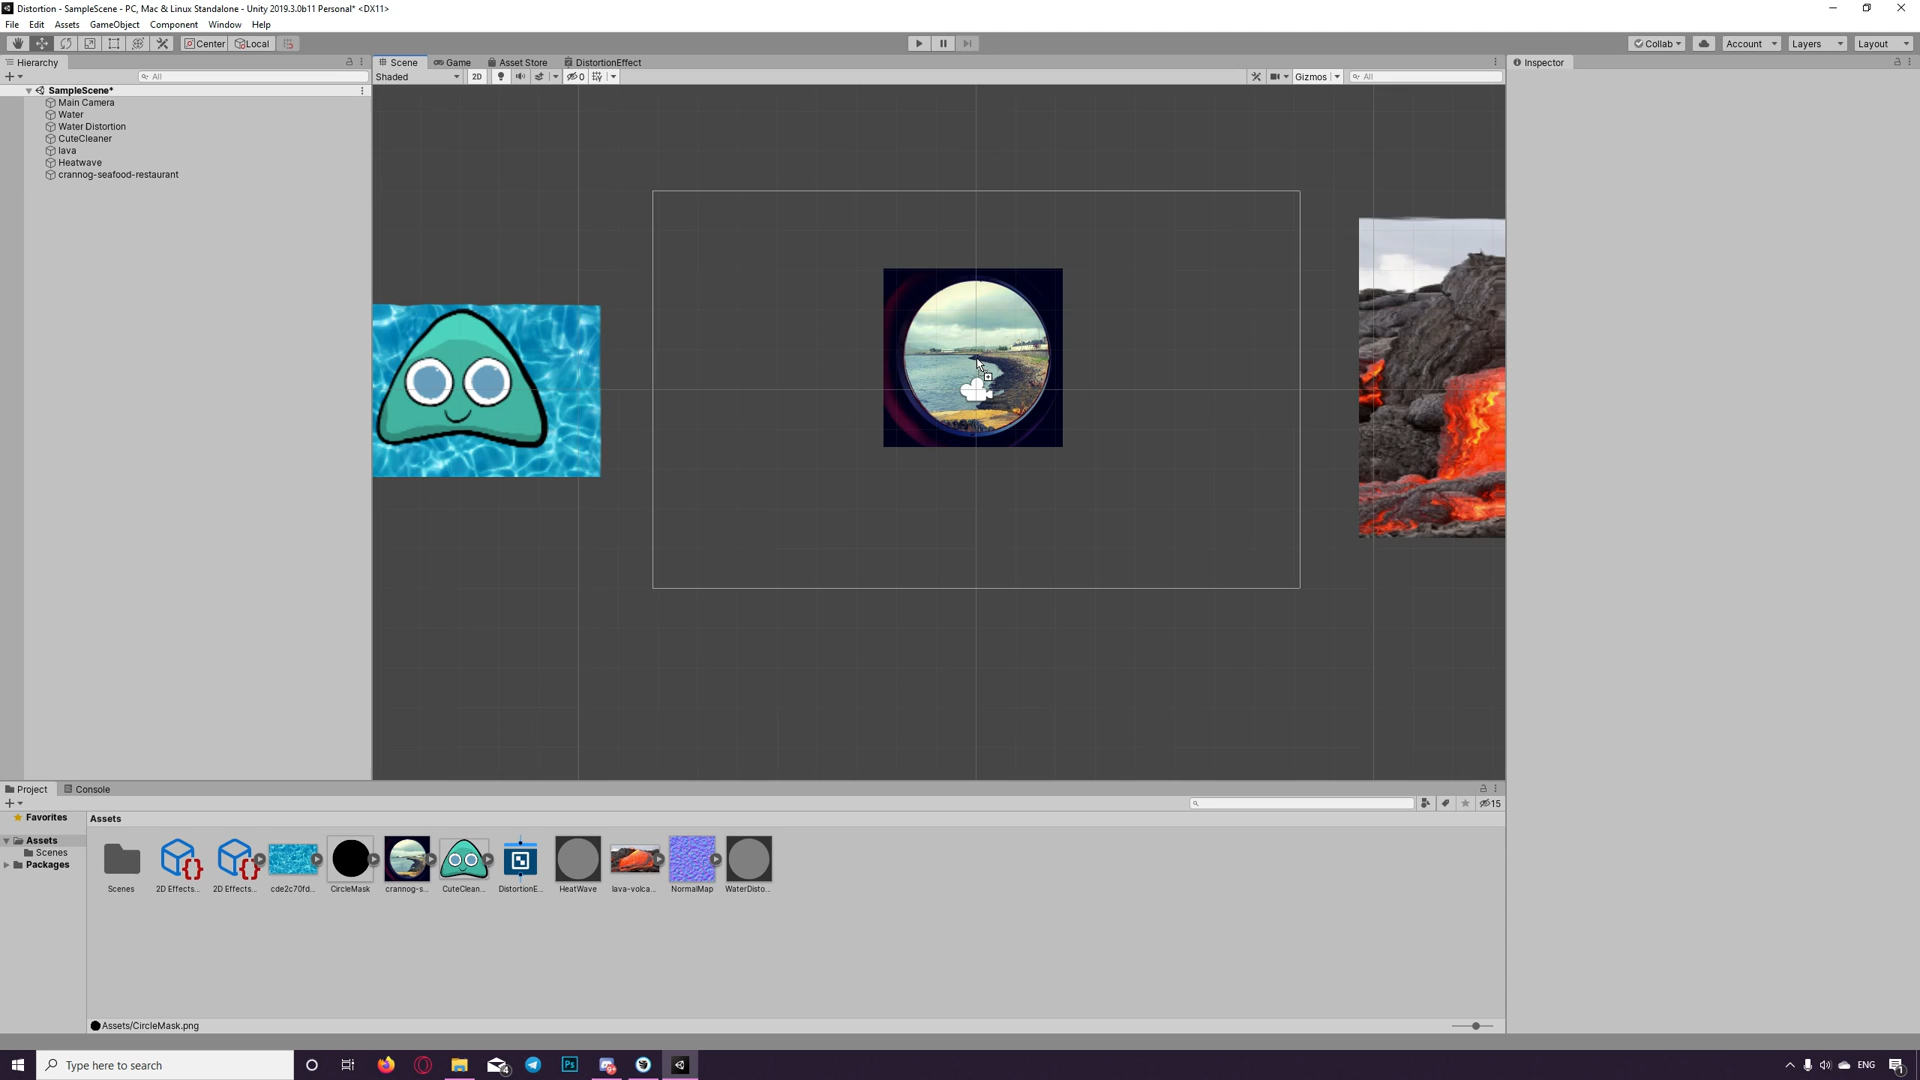 Distortion - SampleScene - PC, Mac & Linux Standalone - Unity 2019.3.0b11 Personal* <DX11>
File Edit Assets GameObject Component Window Help
Center Local Collab Account Layers Layout
Hierarchy
All
SampleScene*
Main Camera
Water
Water Distortion
CuteCleaner
lava
Heatwave
crannog-seafood-restaurant
Scene Game Asset Store DistortionEffect
Shaded 2D 0 Gizmos All
Inspector
Project Console
15
Favorites
Assets
Scenes
Packages
Assets
Scenes 2D Effects... 2D Effects... cde2c70fd... CircleMask crannog-s... CuteClean... DistortionE... HeatWave lava-volca... NormalMap WaterDisto...
Assets/CircleMask.png
Type here to search
4
Ps
9+
ENG
1